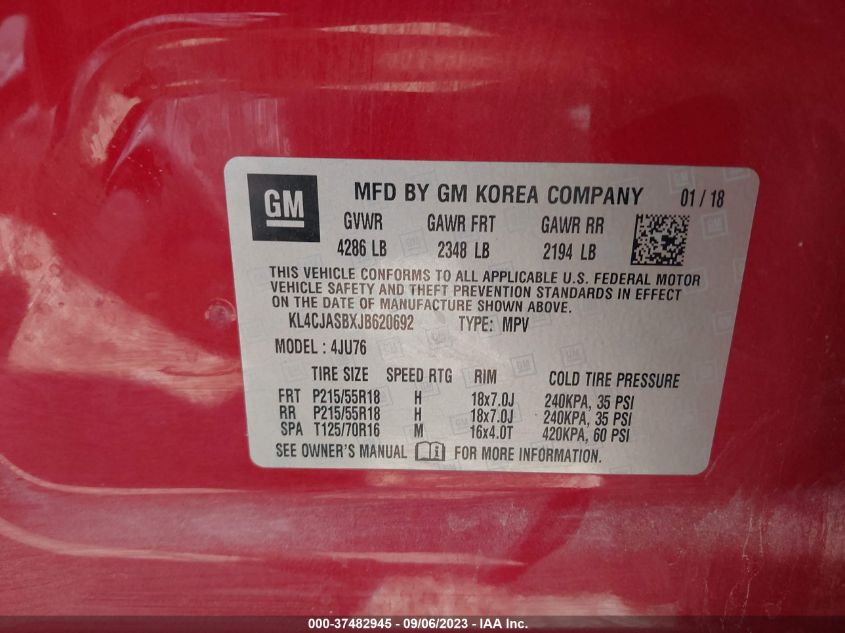 GM
MFD BY GM KOREA COMPANY 01 / 18
GVWR GAWR FRT GAWR RR
4286 LB 2348 LB 2194 LB
THIS VEHICLE CONFORMS TO ALL APPLICABLE U.S. FEDERAL MOTOR
VEHICLE SAFETY AND THEFT PREVENTION STANDARDS IN EFFECT
ON THE DATE OF MANUFACTURE SHOWN ABOVE.
KL4CJASBXJB620692 TYPE: MPV
MODEL : 4JU76
TIRE SIZE SPEED RTG RIM COLD TIRE PRESSURE
FRT P215/55R18 H 18x7.0J 240KPA, 35 PSI
RR P215/55R18 H 18x7.0J 240KPA, 35 PSI
SPA T125/70R16 M 16x4.0T 420KPA, 60 PSI
SEE OWNER'S MANUAL FOR MORE INFORMATION.
000-37482945 - 09/06/2023 - IAA Inc.